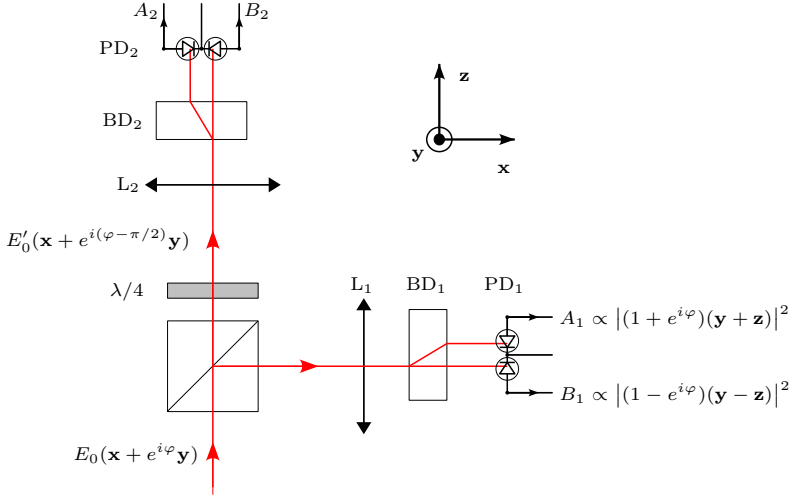 A₂ B₂
PD₂
z
BD₂
y
x
L₂
E₀′(x + e^{i(φ−π/2)}y)
λ/4 L₁ BD₁ PD₁
A₁ ∝ |(1 + e^{iφ})(y + z)|²
B₁ ∝ |(1 − e^{iφ})(y − z)|²
E₀(x + e^{iφ}y)